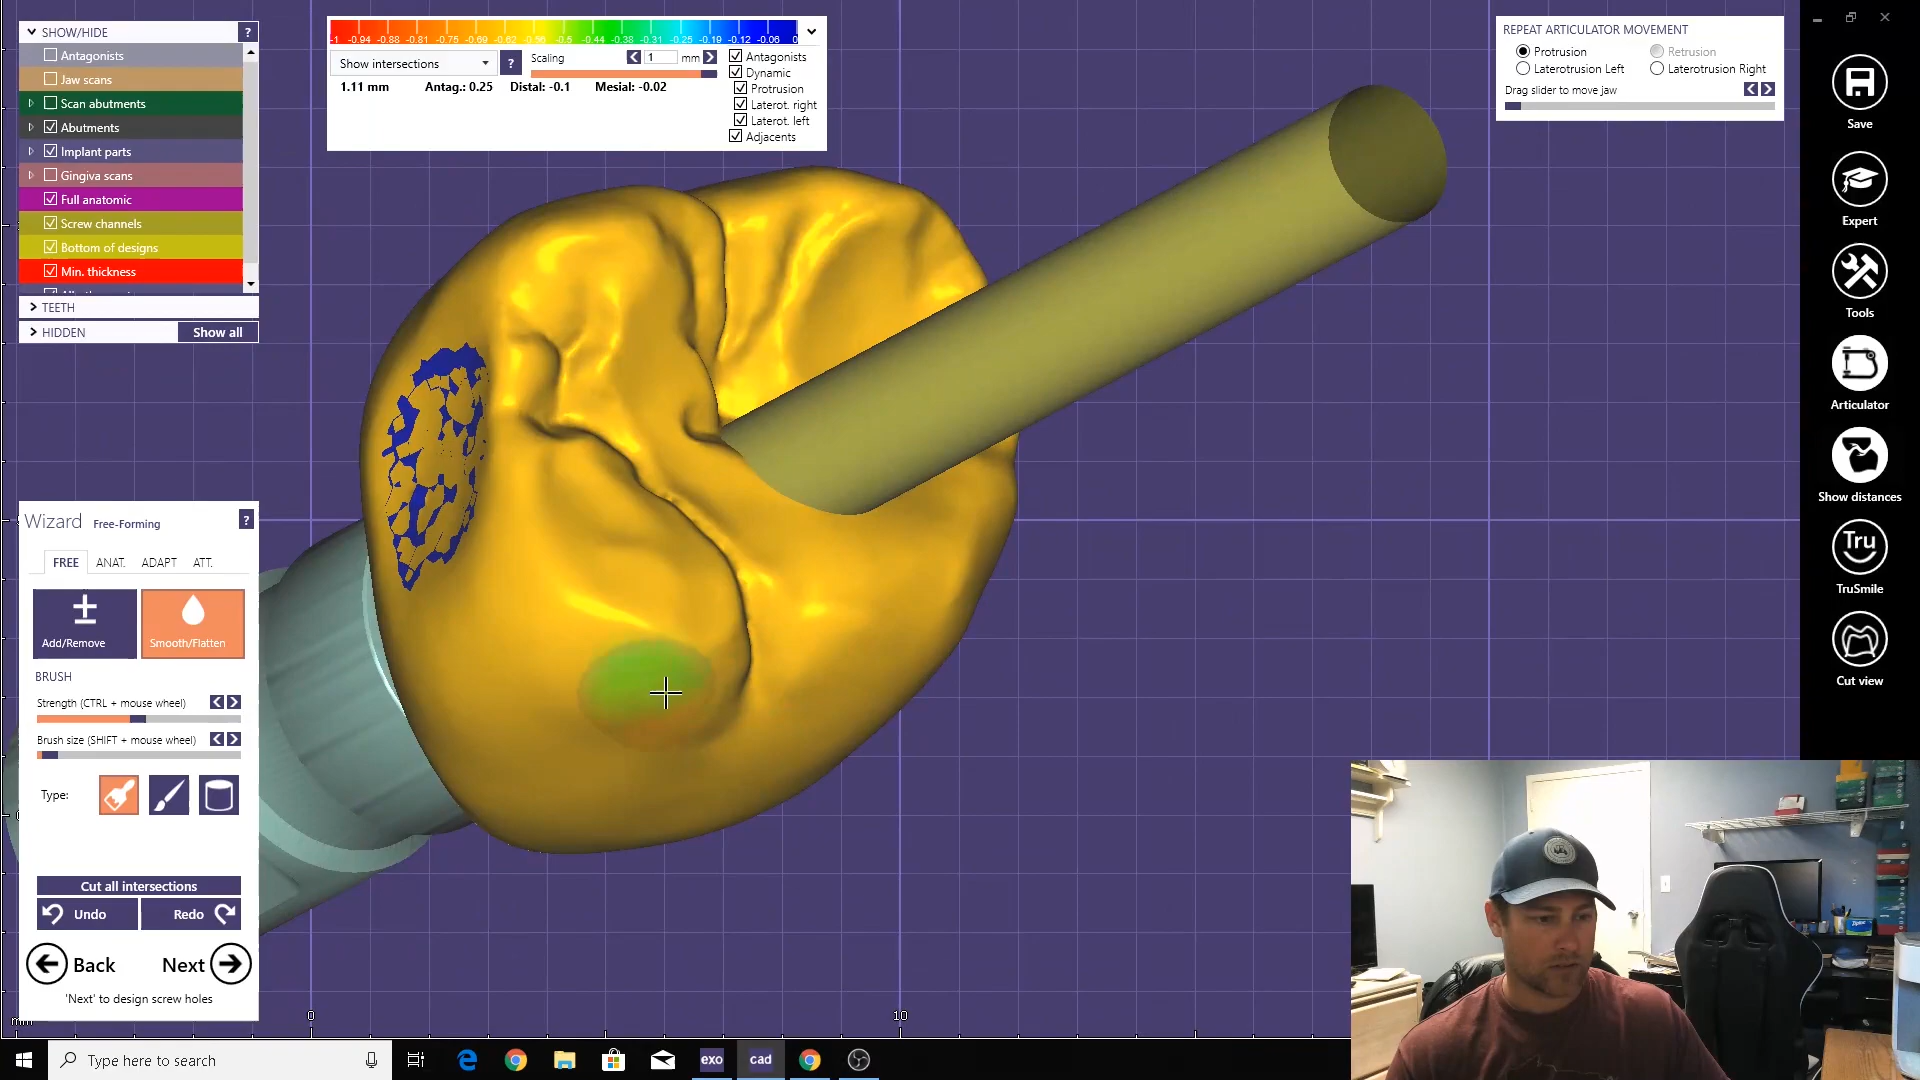 SHOW/HIDE ?
Antagonists
Jaw scans
Scan abutments
Abutments
Implant parts
Gingiva scans
Full anatomic
Screw channels
Bottom of designs
Min. thickness
TEETH
HIDDEN Show all
-1 -0.94 -0.88 -0.81 -0.75 -0.69 -0.62 -0.56 -0.5 -0.44 -0.38 -0.31 -0.25 -0.19 -0.12 -0.06 0
Show intersections ? Scaling 1 mm
1.11 mm Antag.: 0.25 Distal: -0.1 Mesial: -0.02
Antagonists
Dynamic
Protrusion
Laterot. right
Laterot. left
Adjacents
REPEAT ARTICULATOR MOVEMENT
Protrusion Retrusion
Laterotrusion Left Laterotrusion Right
Drag slider to move jaw
Save
Expert
Tools
Articulator
Show distances
Tru
TruSmile
Cut view
Wizard Free-Forming ?
FREE ANAT. ADAPT ATT.
Add/Remove Smooth/Flatten
BRUSH
Strength (CTRL + mouse wheel)
Brush size (SHIFT + mouse wheel)
Type:
Cut all intersections
Undo Redo
Back Next
'Next' to design screw holes
0 10
Type here to search
exo cad